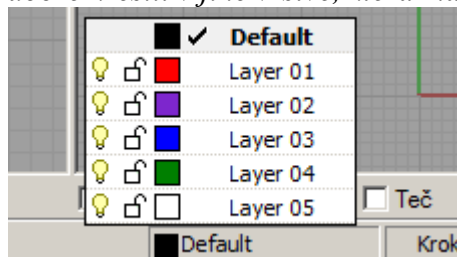 Default
Layer 01
Layer 02
Layer 03
Layer 04
Layer 05
Teč
Default
Krok